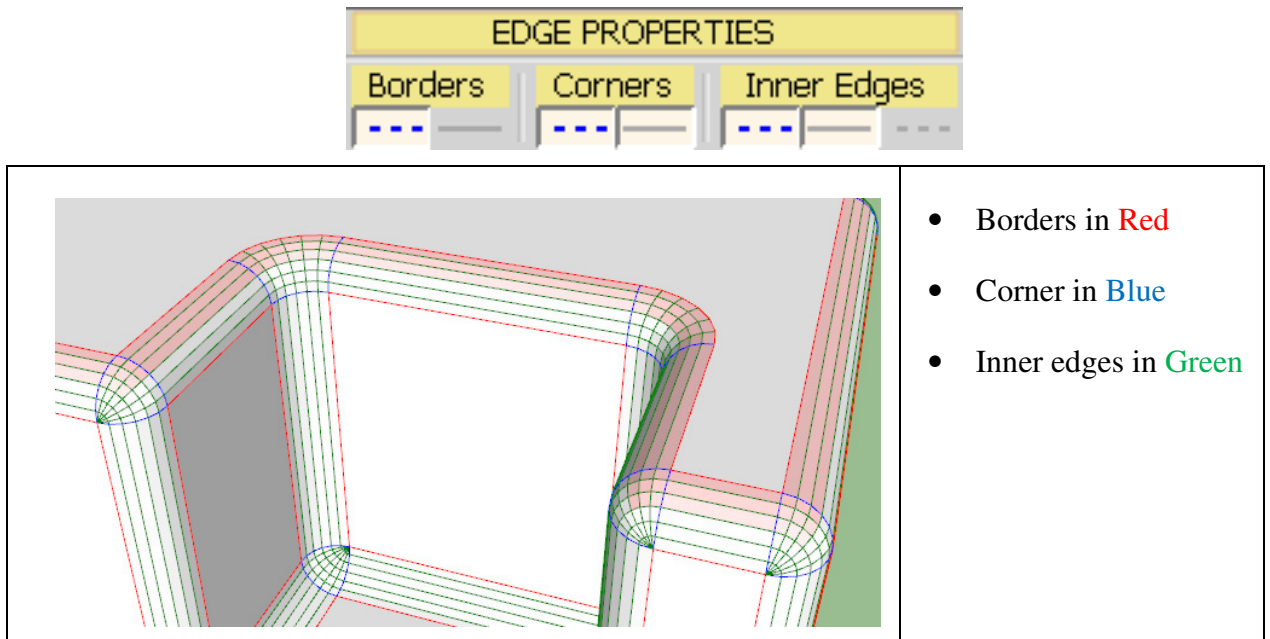 EDGE PROPERTIES
Borders Corners Inner Edges
• Borders in Red
• Corner in Blue
• Inner edges in Green